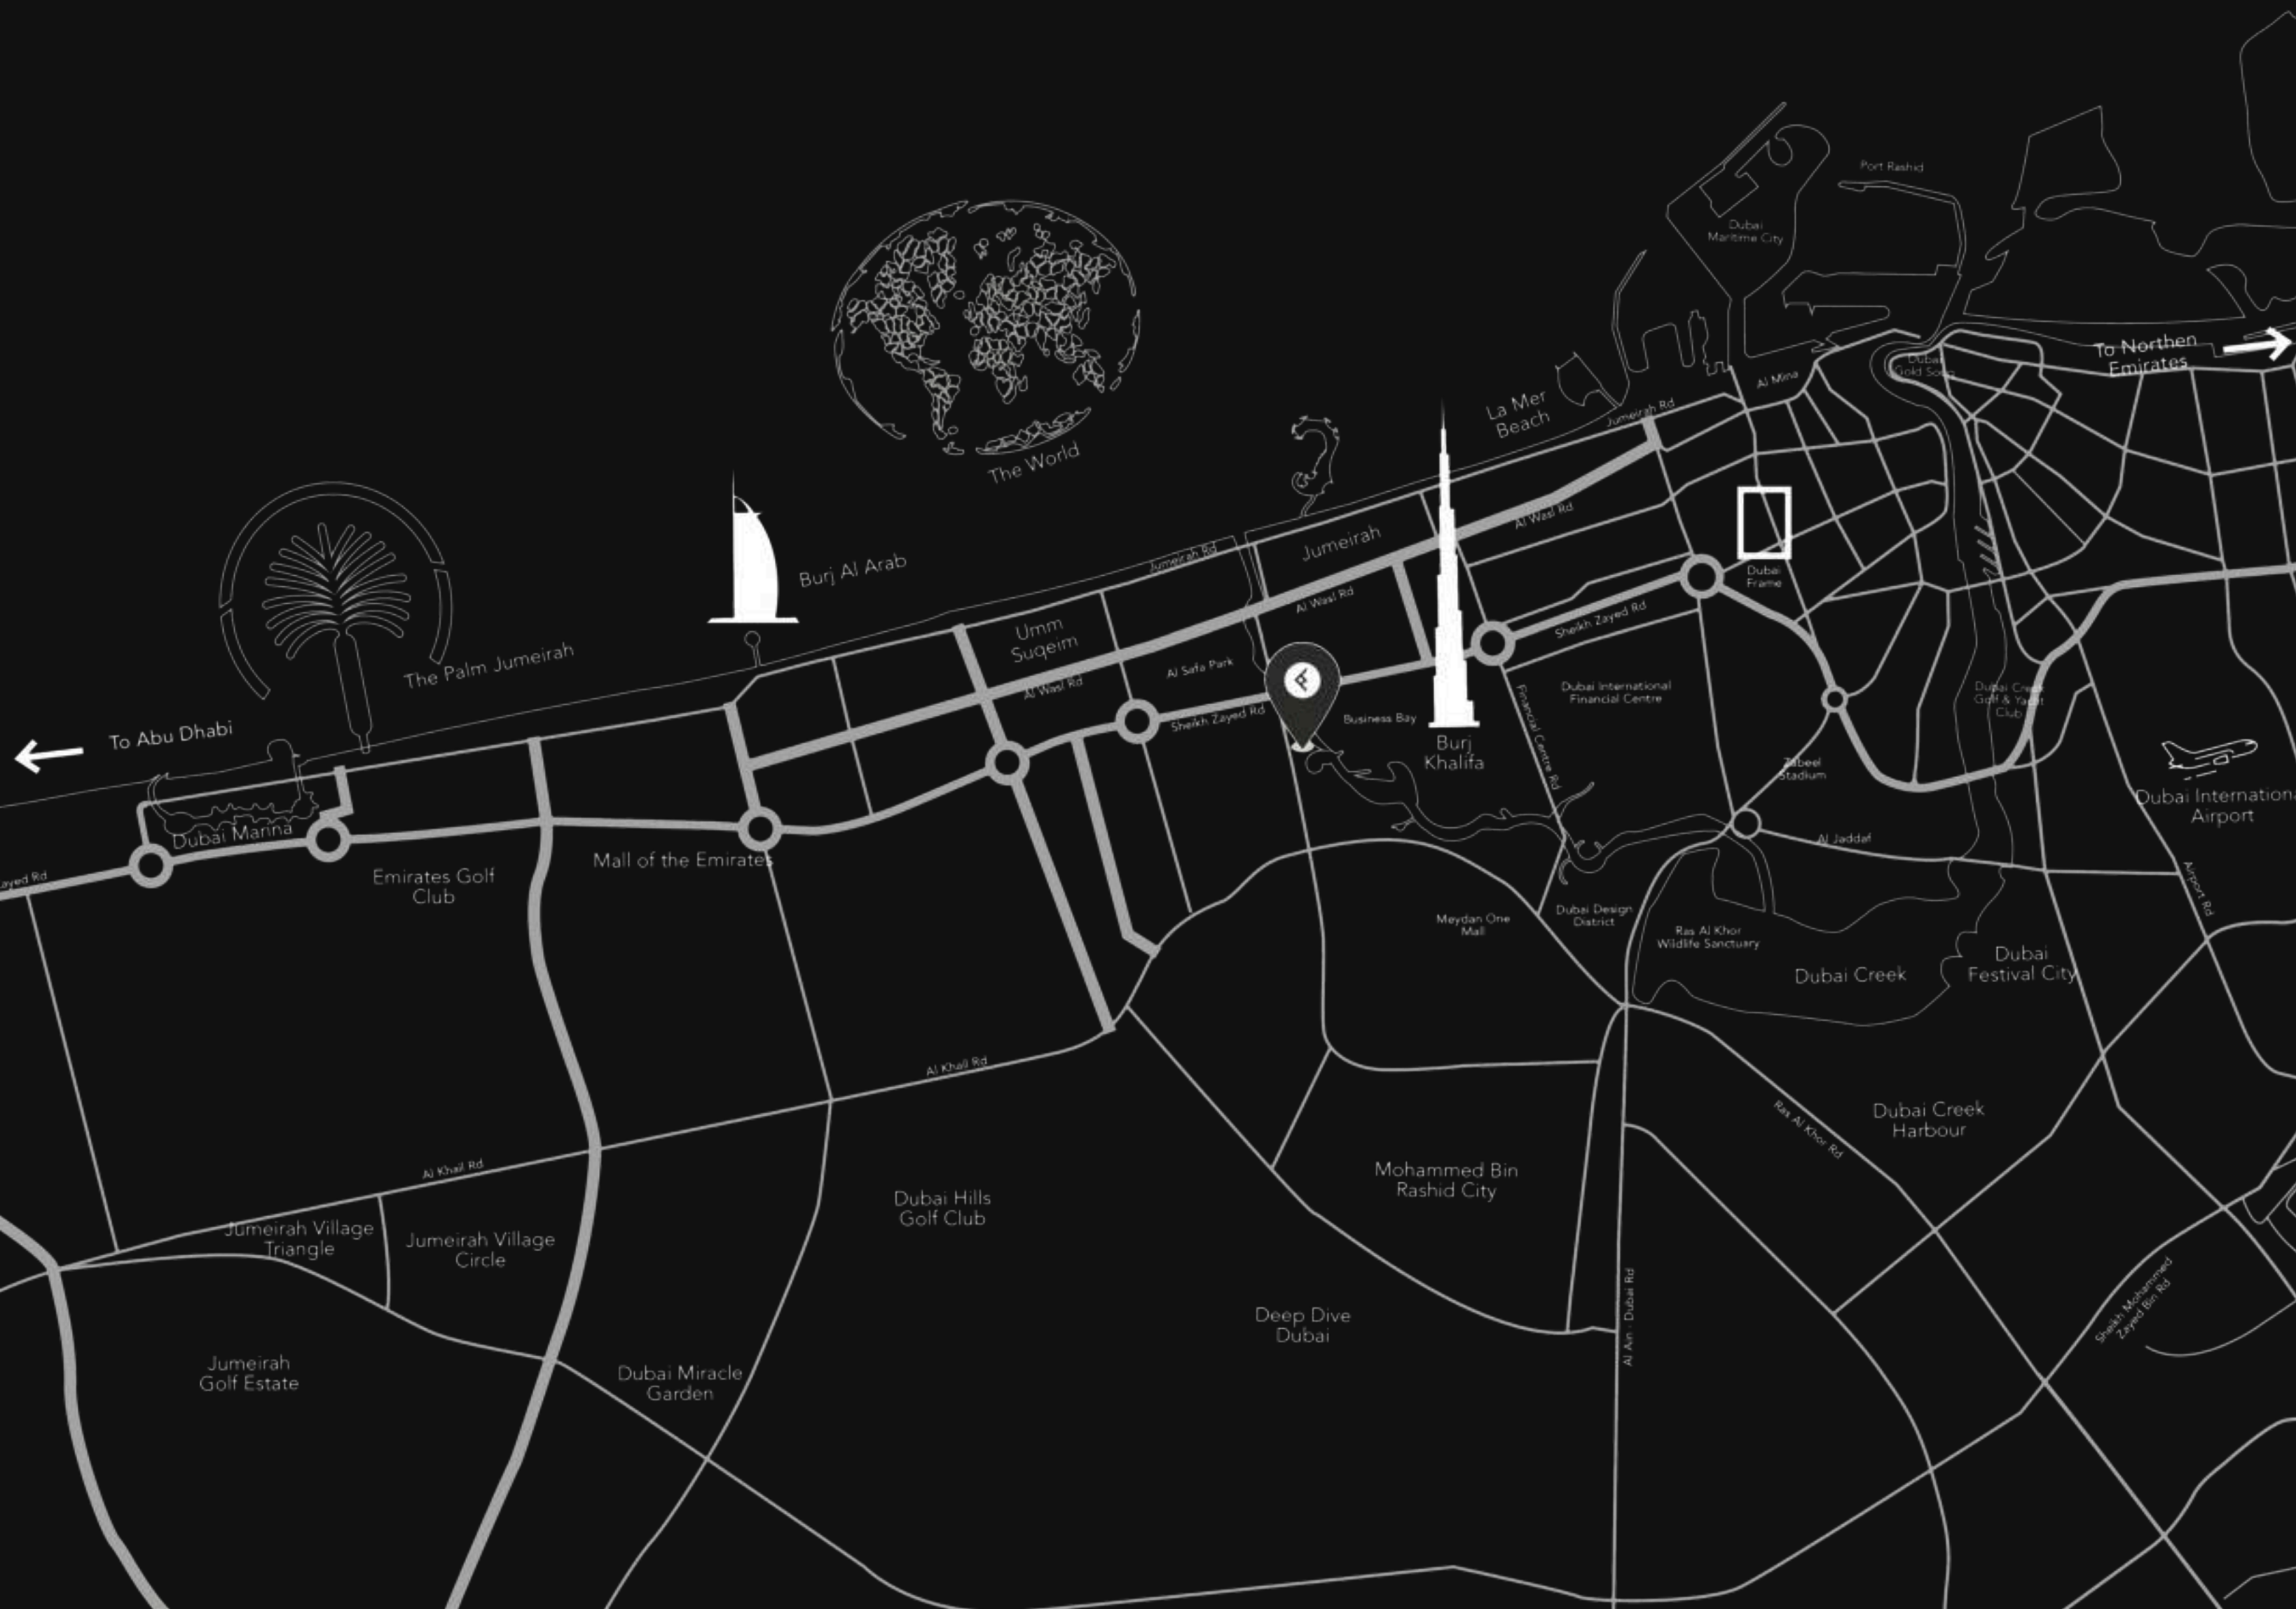 Port Rashid
Dubai
Maritime City
To Northen
Emirates
Dubai
Gold Souq
Al Mina
La Mer
Beach
Jumeirah Rd
The World
Al Wasl Rd
Jumeirah
Jumeirah Rd
Burj Al Arab
Dubai
Frame
Al Wasl Rd
Sheikh Zayed Rd
Umm
Suqeim
The Palm Jumeirah
Al Safa Park
Al Wasl Rd
Dubai International
Financial Centre
Dubai Creek
Golf & Yacht
Club
Sheikh Zayed Rd
Business Bay
To Abu Dhabi
Burj
Khalifa
Financial Centre Rd
Zabeel
Stadium
Dubai International
Airport
Dubai Marina
Al Jaddaf
Mall of the Emirates
ayed Rd
Emirates Golf
Club
Airport Rd
Meydan One
Mall
Dubai Design
District
Ras Al Khor
Wildlife Sanctuary
Dubai Creek
Dubai
Festival City
Al Khail Rd
Ras Al Khor Rd
Dubai Creek
Harbour
Al Khail Rd
Mohammed Bin
Rashid City
Dubai Hills
Golf Club
Jumeirah Village
Triangle
Jumeirah Village
Circle
Sheikh Mohammed
Zayed Bin Rd
Al Ain - Dubai Rd
Deep Dive
Dubai
Jumeirah
Golf Estate
Dubai Miracle
Garden